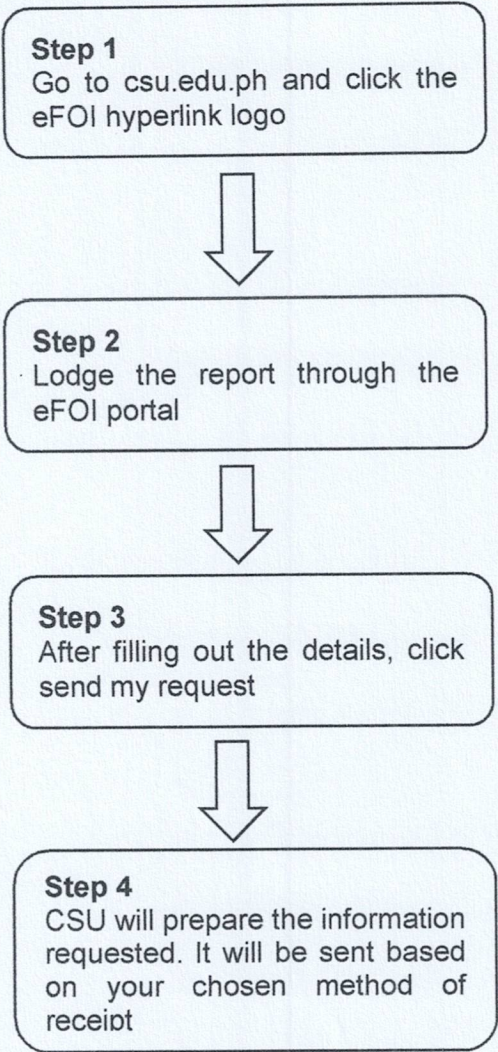 Step 1
Go to csu.edu.ph and click the
eFOI hyperlink logo
Step 2
Lodge the report through the
eFOI portal
Step 3
After filling out the details, click
send my request
Step 4
CSU will prepare the information
requested. It will be sent based
on your chosen method of
receipt